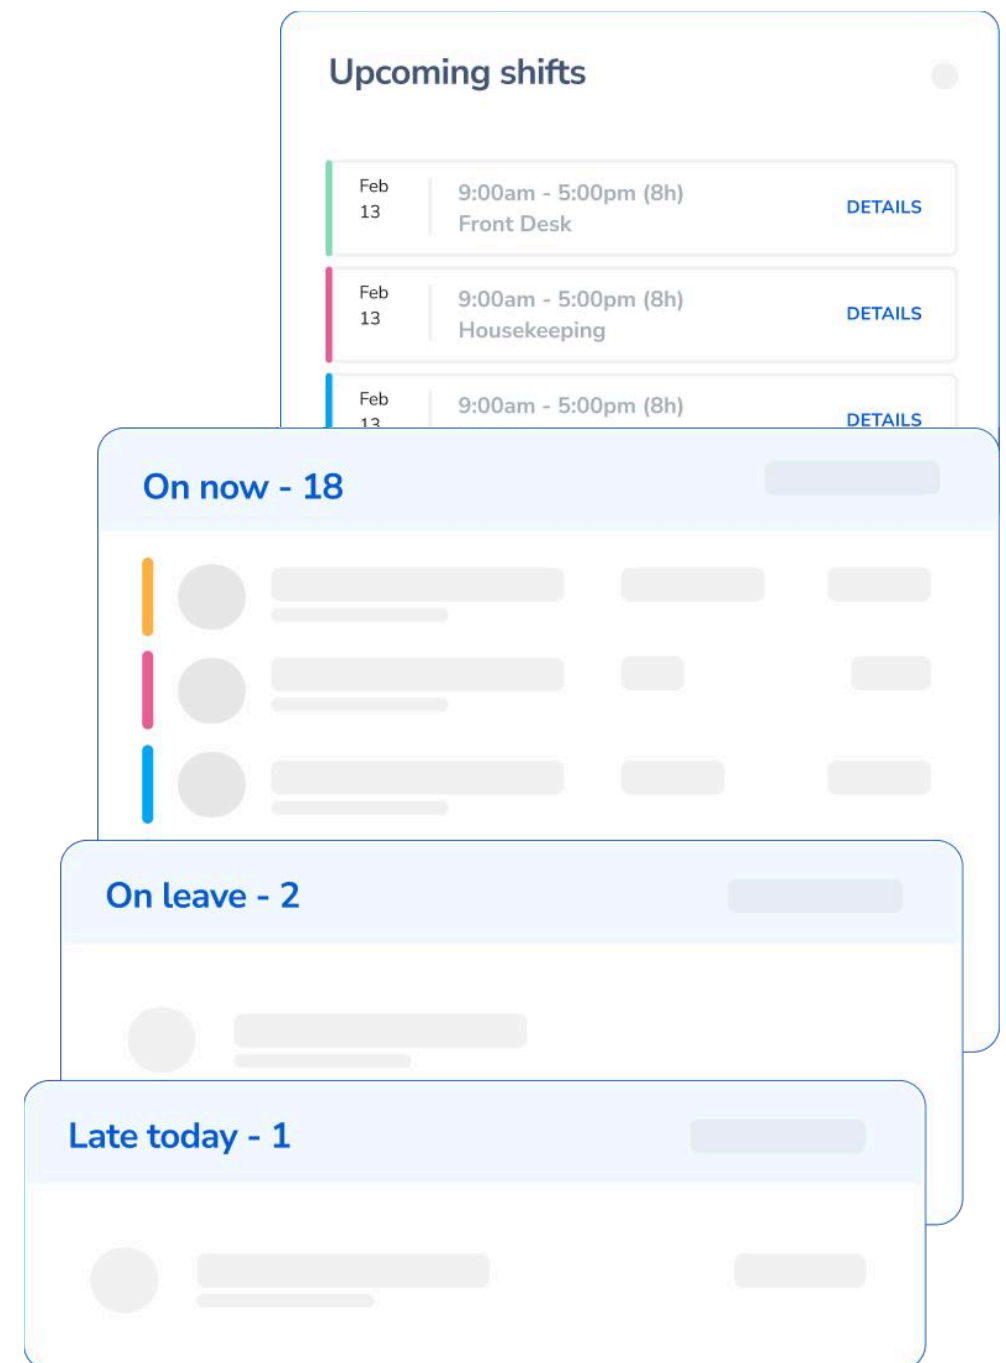 Upcoming shifts
Feb
13
9:00am - 5:00pm (8h)
Front Desk
DETAILS
Feb
13
9:00am - 5:00pm (8h)
Housekeeping
DETAILS
Feb
13
9:00am - 5:00pm (8h)
DETAILS
On now - 18
On leave - 2
Late today - 1